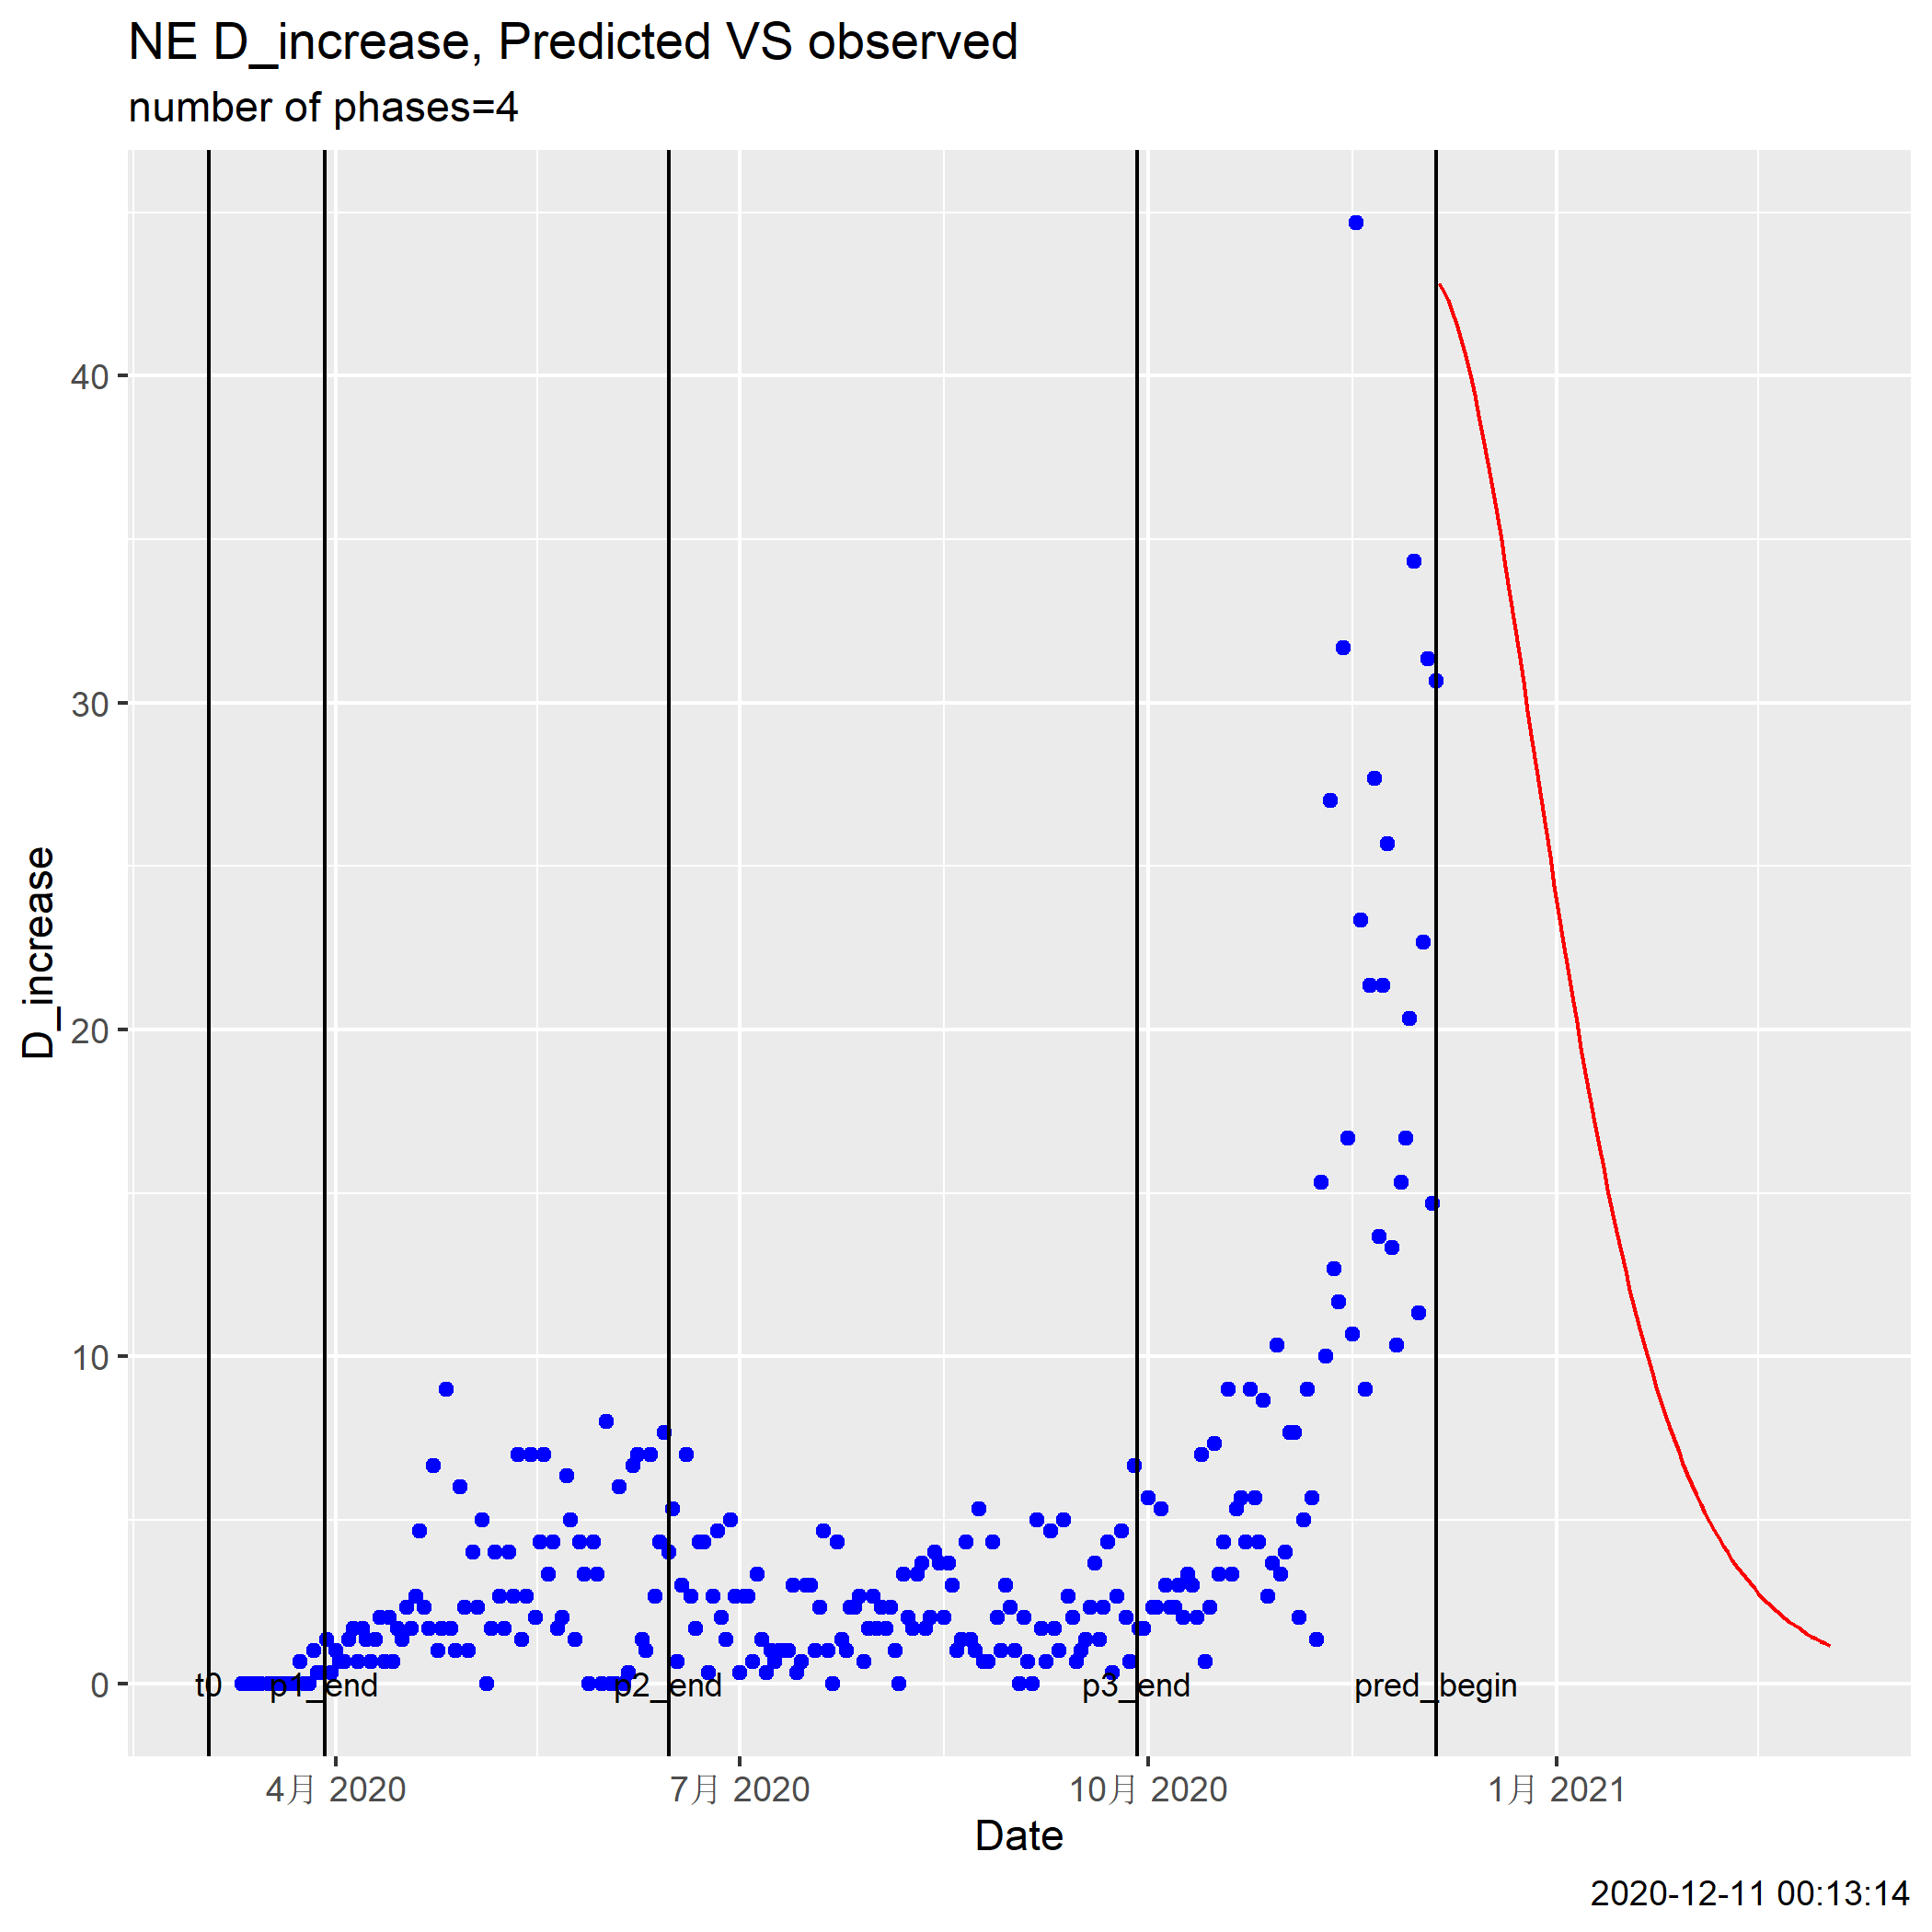 NE D_increase, Predicted VS observed
number of phases=4
D_increase
40
30
20
10
0
t0 p1_end p2_end p3_end pred_begin
4月 2020 7月 2020 10月 2020 1月 2021
Date
2020-12-11 00:13:14